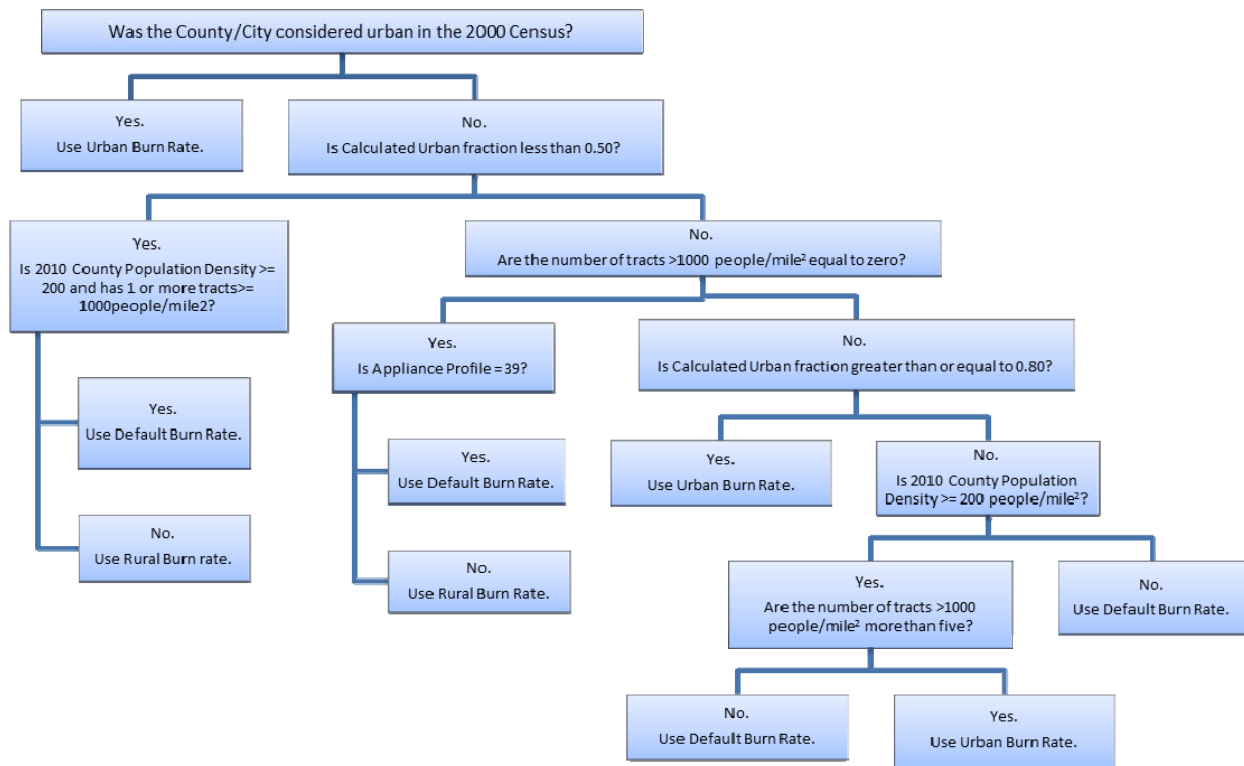 Was the County/City considered urban in the 2000 Census?
Yes.
Use Urban Burn Rate.
No.
Is Calculated Urban fraction less than 0.50?
Yes.
Is 2010 County Population Density >=
200 and has 1 or more tracts>=
1000people/mile2?
No.
Are the number of tracts >1000 people/mile² equal to zero?
Yes.
Is Appliance Profile = 39?
No.
Is Calculated Urban fraction greater than or equal to 0.80?
Yes.
Use Default Burn Rate.
No.
Use Rural Burn rate.
Yes.
Use Default Burn Rate.
No.
Use Rural Burn Rate.
Yes.
Use Urban Burn Rate.
No.
Is 2010 County Population
Density >= 200 people/mile²?
Yes.
Are the number of tracts >1000
people/mile² more than five?
No.
Use Default Burn Rate.
No.
Use Default Burn Rate.
Yes.
Use Urban Burn Rate.